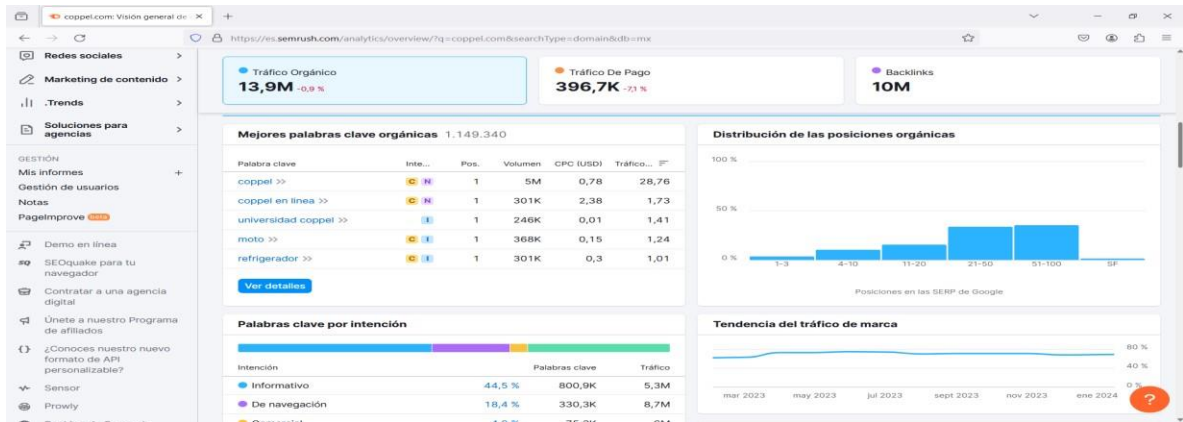 coppel.com: Visión general de
https://es.semrush.com/analytics/overview/?q=coppel.com&searchType=domain&db=mx
Redes sociales
Marketing de contenido
.Trends
Soluciones para
agencias
GESTIÓN
Mis informes
Gestión de usuarios
Notas
PageImprove beta
Demo en línea
SEOquake para tu
navegador
Contratar a una agencia
digital
Únete a nuestro Programa
de afiliados
¿Conoces nuestro nuevo
formato de API
personalizable?
Sensor
Prowly
Tráfico Orgánico
13,9M -0,9 %
Tráfico De Pago
396,7K -7,1 %
Backlinks
10M
Mejores palabras clave orgánicas 1.149.340
Palabra clave Inte... Pos. Volumen CPC (USD) Tráfico...
coppel >> C N 1 5M 0,78 28,76
coppel en linea >> C N 1 301K 2,38 1,73
universidad coppel >> I 1 246K 0,01 1,41
moto >> C I 1 368K 0,15 1,24
refrigerador >> C I 1 301K 0,3 1,01
Ver detalles
Distribución de las posiciones orgánicas
100 %
50 %
0 %
1-3 4-10 11-20 21-50 51-100 SF
Posiciones en las SERP de Google
Palabras clave por intención
Intención Palabras clave Tráfico
Informativo 44,5 % 800,9K 5,3M
De navegación 18,4 % 330,3K 8,7M
Tendencia del tráfico de marca
80 %
40 %
0 %
mar 2023 may 2023 jul 2023 sept 2023 nov 2023 ene 2024
?